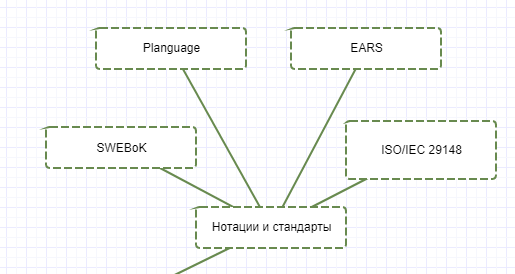 Planguage
EARS
SWEBoK
ISO/IEC 29148
Нотации и стандарты